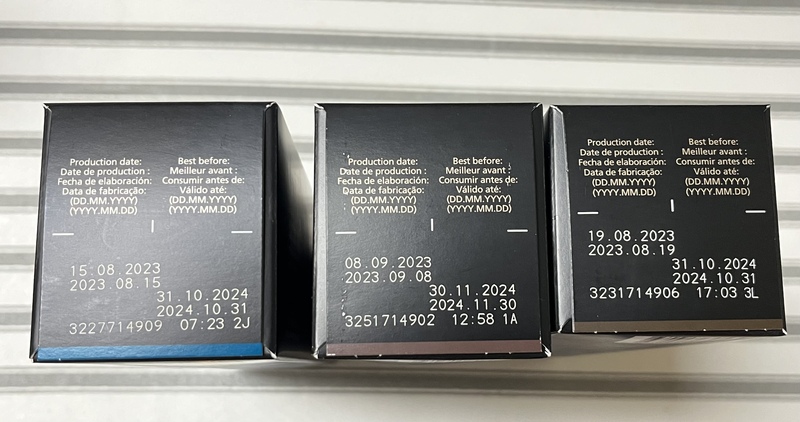 Production date:
Date de production :
Fecha de elaboración:
Data de fabricação:
(DD.MM.YYYY)
(YYYY.MM.DD)
Best before:
Meilleur avant :
Consumir antes de:
Válido até:
(DD.MM.YYYY)
(YYYY.MM.DD)
15.08.2023
2023.08.15
31.10.2024
2024.10.31
3227714909 07:23 2J
Production date:
Date de production :
Fecha de elaboración:
Data de fabricação:
(DD.MM.YYYY)
(YYYY.MM.DD)
Best before:
Meilleur avant :
Consumir antes de:
Válido até:
(DD.MM.YYYY)
(YYYY.MM.DD)
08.09.2023
2023.09.08
30.11.2024
2024.11.30
3251714902 12:58 1A
Production date:
Date de production :
Fecha de elaboración:
Data de fabricação:
(DD.MM.YYYY)
(YYYY.MM.DD)
Best before:
Meilleur avant :
Consumir antes de:
Válido até:
(DD.MM.YYYY)
(YYYY.MM.DD)
19.08.2023
2023.08.19
31.10.2024
2024.10.31
3231714906 17:03 3L